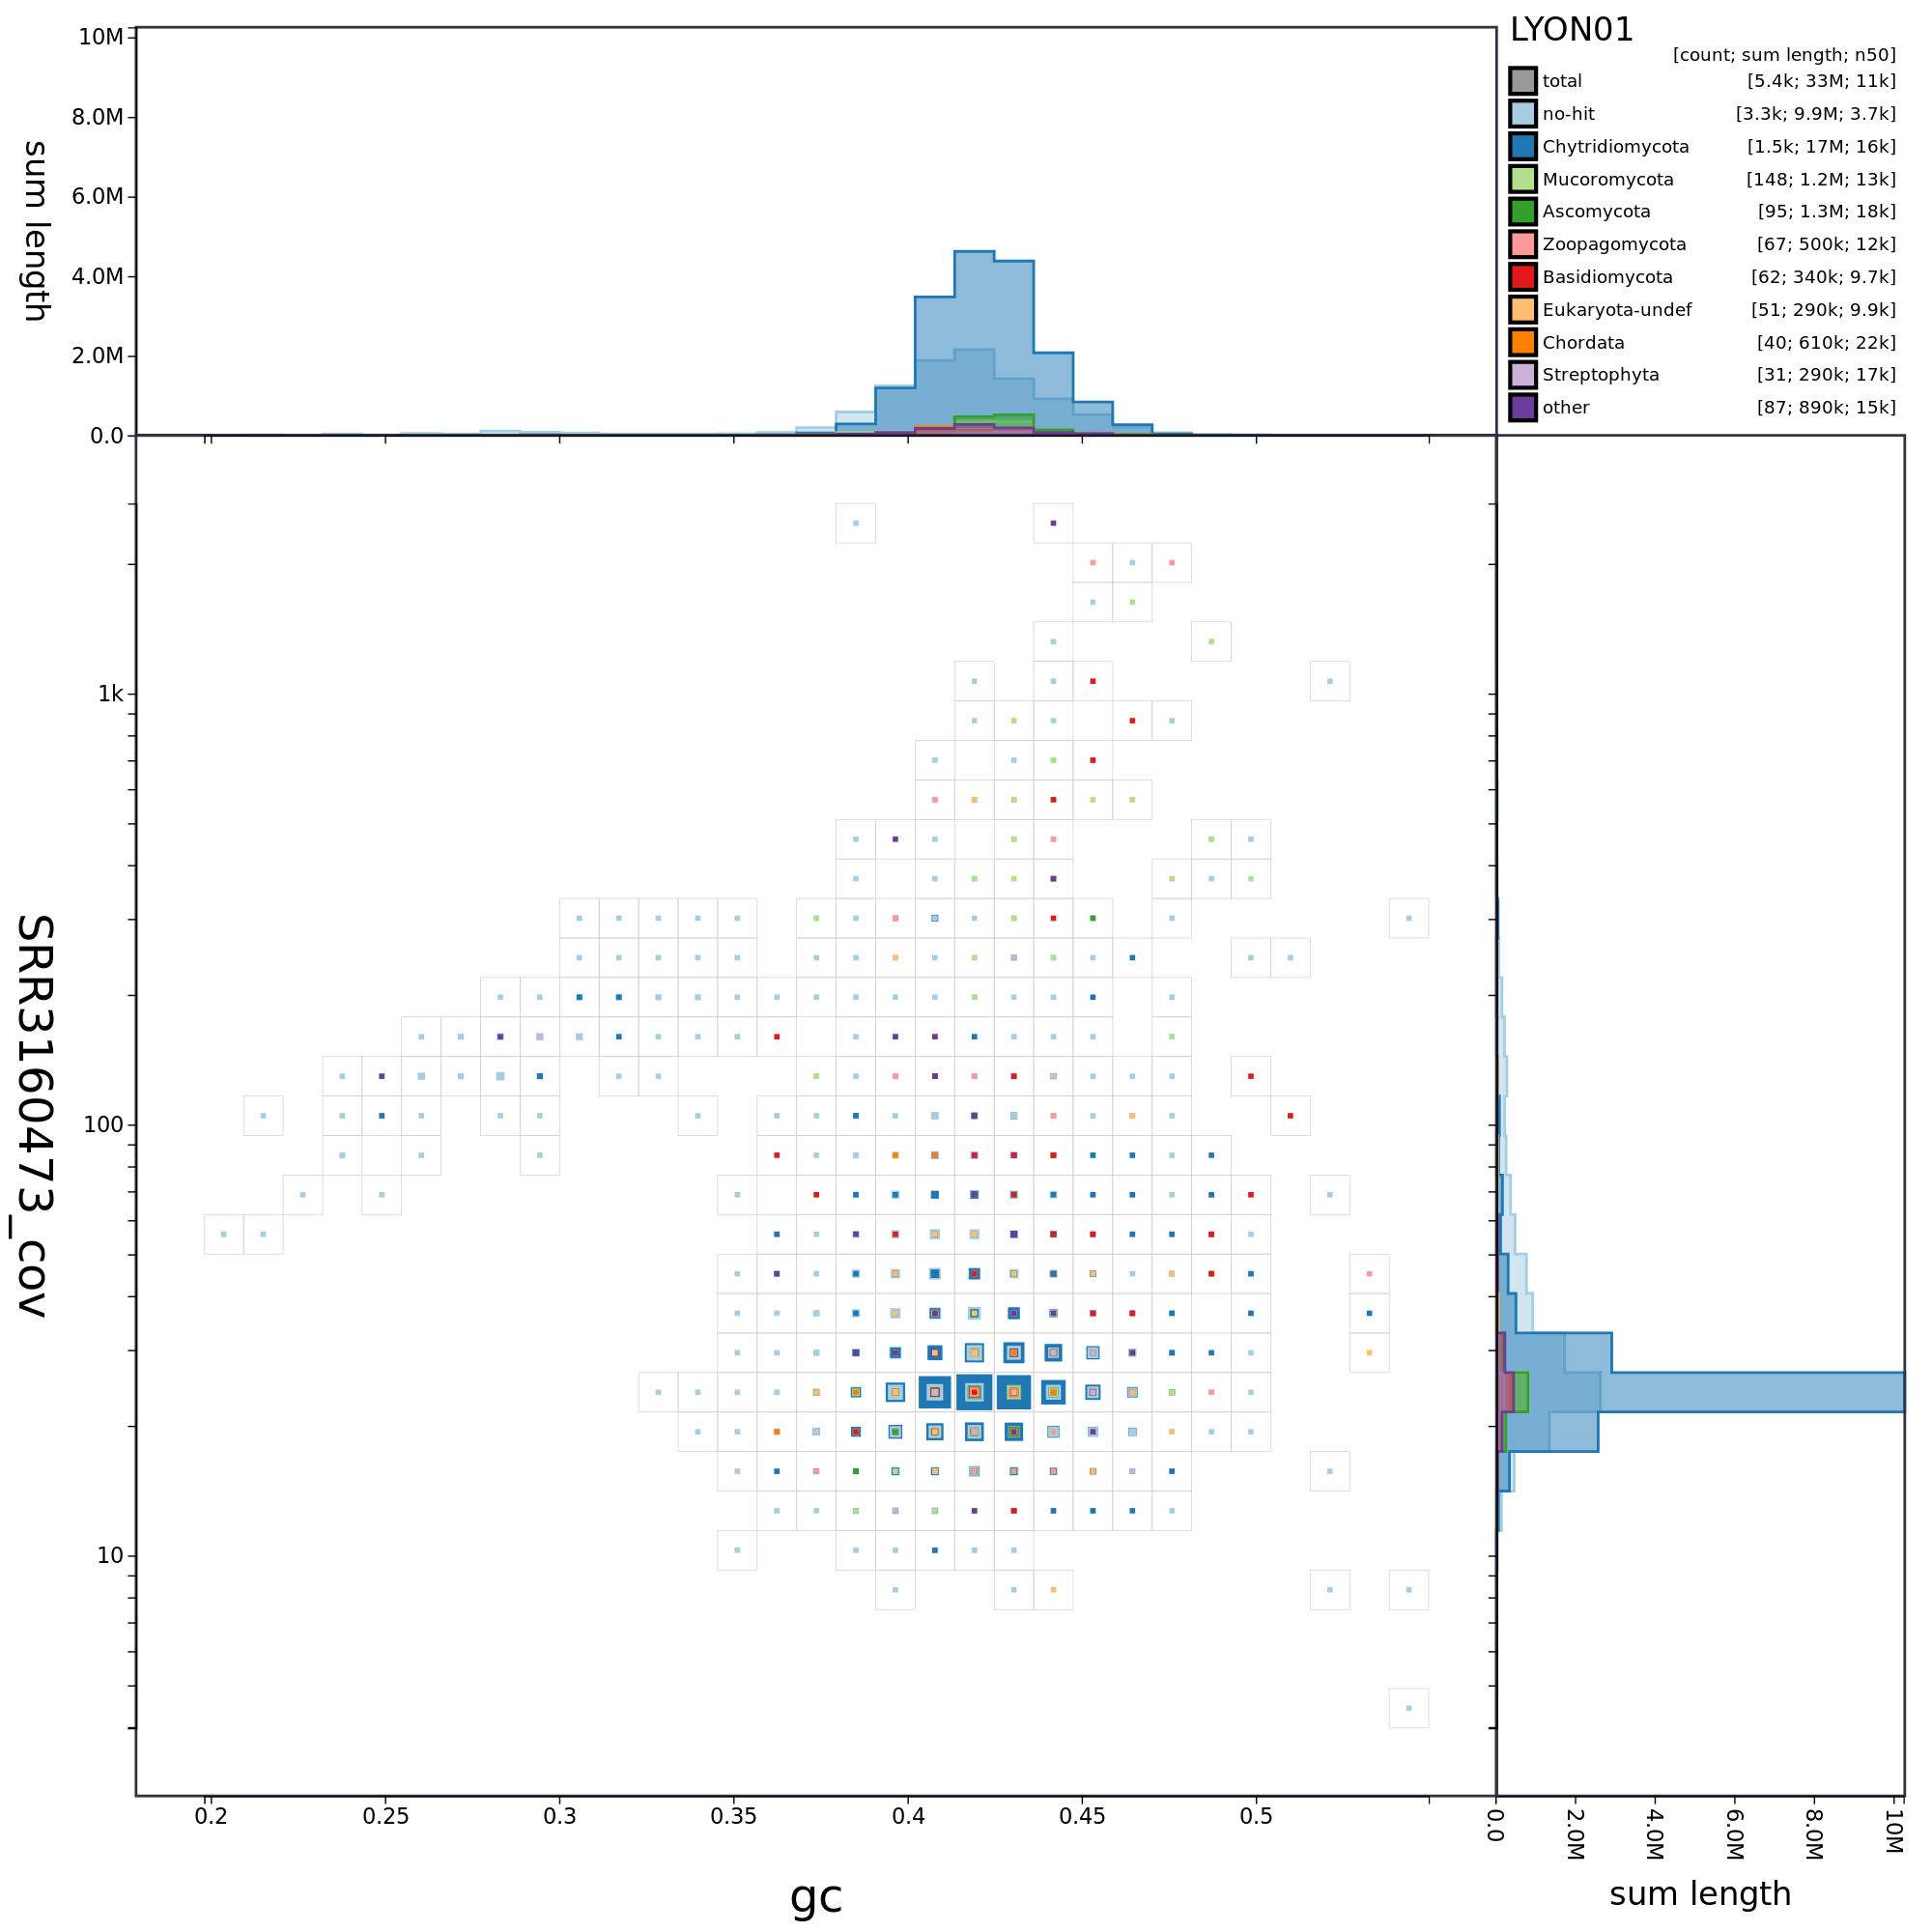 LYON01
[count; sum length; n50]
total [5.4k; 33M; 11k]
no-hit [3.3k; 9.9M; 3.7k]
Chytridiomycota [1.5k; 17M; 16k]
Mucoromycota [148; 1.2M; 13k]
Ascomycota [95; 1.3M; 18k]
Zoopagomycota [67; 500k; 12k]
Basidiomycota [62; 340k; 9.7k]
Eukaryota-undef [51; 290k; 9.9k]
Chordata [40; 610k; 22k]
Streptophyta [31; 290k; 17k]
other [87; 890k; 15k]
sum length
10M
8.0M
6.0M
4.0M
2.0M
0.0
SRR3160473_cov
1k
100
10
0.2 0.25 0.3 0.35 0.4 0.45 0.5
gc
0.0 2.0M 4.0M 6.0M 8.0M 10M
sum length